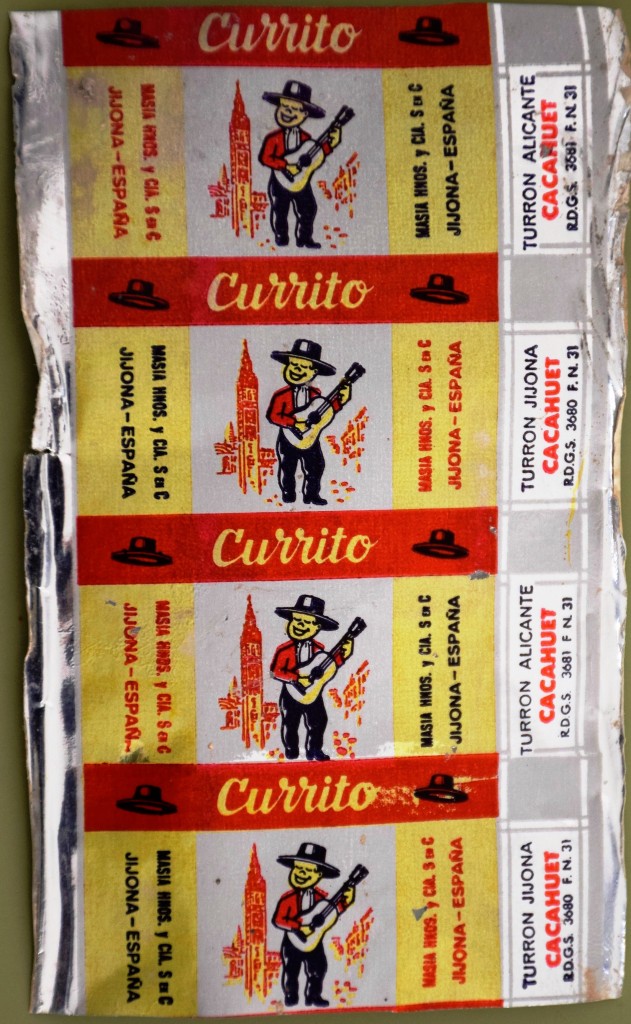 Currito
MASIA HNOS. y CIA. S EN C
JIJONA-ESPAÑA
MASIA HNOS. y CIA. S EN C
JIJONA-ESPAÑA
TURRON ALICANTE
CACAHUET
R.D.G.S. 3681 F. N. 31
Currito
MASIA HNOS. y CIA. S EN C
JIJONA-ESPAÑA
MASIA HNOS. y CIA. S EN C
JIJONA-ESPAÑA
TURRON JIJONA
CACAHUET
R.D.G.S. 3680 F. N. 31
Currito
MASIA HNOS. y CIA. S EN C
JIJONA-ESPAÑA
MASIA HNOS. y CIA. S EN C
JIJONA-ESPAÑA
TURRON ALICANTE
CACAHUET
R.D.G.S. 3681 F N. 31
Currito
MASIA HNOS. y CIA. S EN C
JIJONA-ESPAÑA
MASIA HNOS. y CIA. S EN C
JIJONA-ESPAÑA
TURRON JIJONA
CACAHUET
R.D.G.S. 3680 F. N. 31